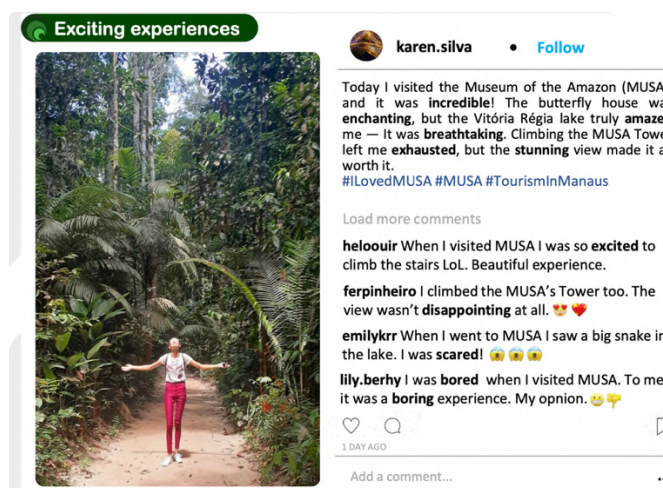 Exciting experiences
karen.silva • Follow
Today I visited the Museum of the Amazon (MUSA
and it was incredible! The butterfly house wa
enchanting, but the Vitória Régia lake truly amaze
me — It was breathtaking. Climbing the MUSA Towe
left me exhausted, but the stunning view made it a
worth it.
#ILovedMUSA #MUSA #TourismInManaus
Load more comments
heloouir When I visited MUSA I was so excited to
climb the stairs LoL. Beautiful experience.
ferpinheiro I climbed the MUSA's Tower too. The
view wasn't disappointing at all. 😍 💖
emilykrr When I went to MUSA I saw a big snake in
the lake. I was scared! 😱 😱 😱
lily.berhy I was bored when I visited MUSA. To me
it was a boring experience. My opnion. 😬 👎
1 DAY AGO
Add a comment...